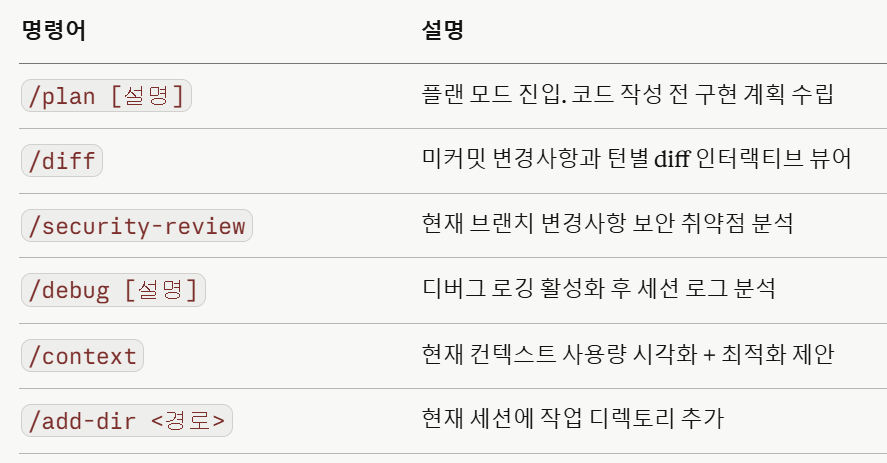 명령어 설명
/plan [설명] 플랜 모드 진입. 코드 작성 전 구현 계획 수립
/diff 미커밋 변경사항과 턴별 diff 인터랙티브 뷰어
/security-review 현재 브랜치 변경사항 보안 취약점 분석
/debug [설명] 디버그 로깅 활성화 후 세션 로그 분석
/context 현재 컨텍스트 사용량 시각화 + 최적화 제안
/add-dir <경로> 현재 세션에 작업 디렉토리 추가